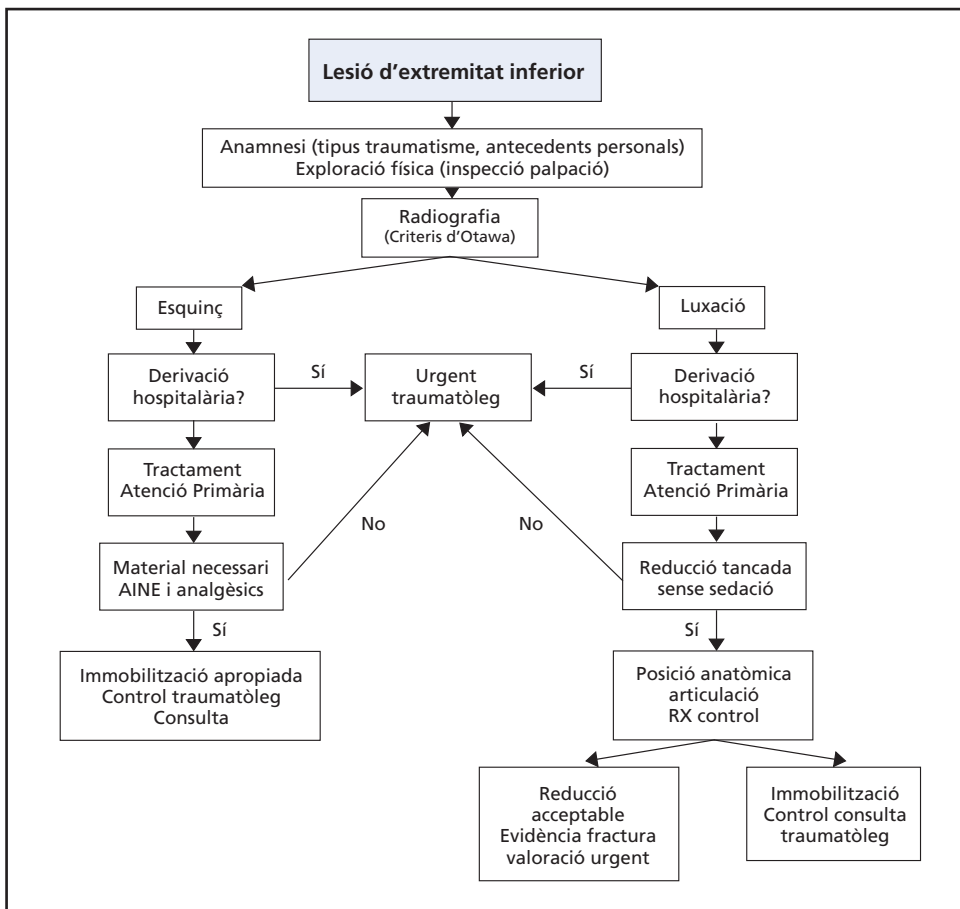 Lesió d'extremitat inferior
Anamnesi (tipus traumatisme, antecedents personals)
Exploració física (inspecció palpació)
Radiografia
(Criteris d'Otawa)
Esquinç
Luxació
Derivació
hospitalària?
Sí
Urgent
traumatòleg
Sí
Derivació
hospitalària?
Tractament
Atenció Primària
Tractament
Atenció Primària
No
No
Material necessari
AINE i analgèsics
Reducció tancada
sense sedació
Sí
Sí
Immobilització apropiada
Control traumatòleg
Consulta
Posició anatòmica
articulació
RX control
Reducció
acceptable
Evidència fractura
valoració urgent
Immobilització
Control consulta
traumatòleg